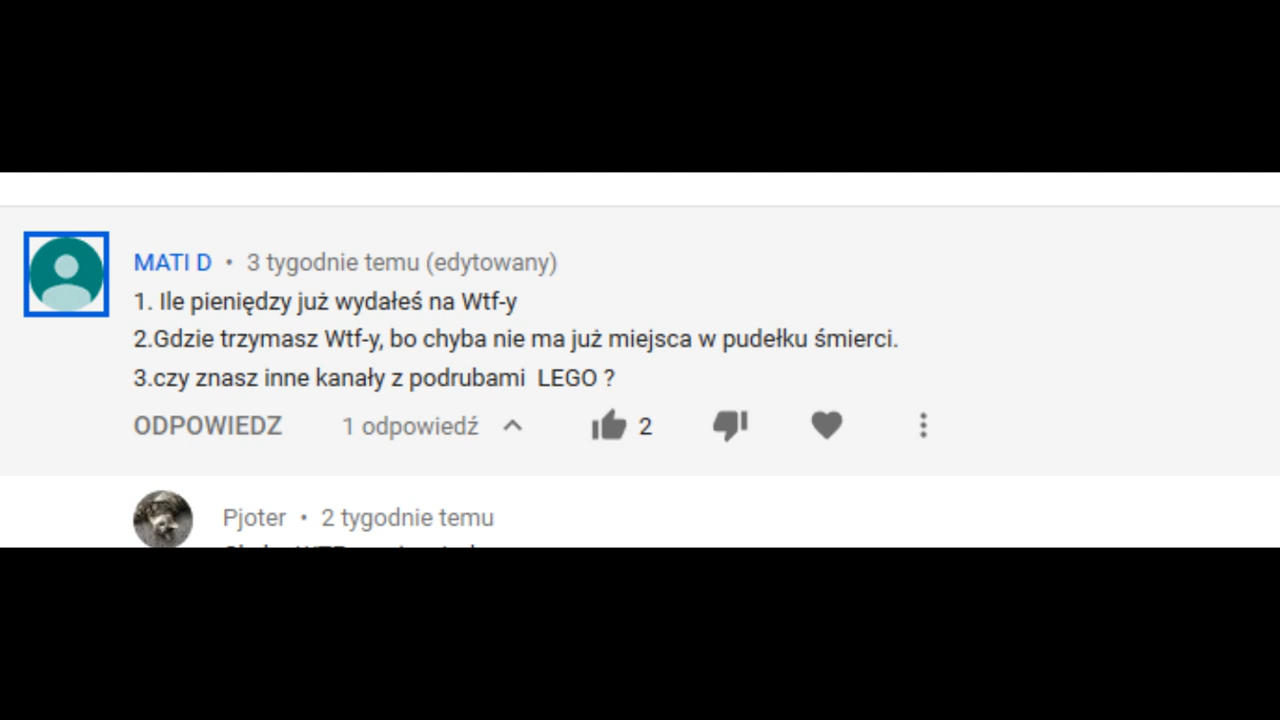 MATI D • 3 tygodnie temu (edytowany)
1. Ile pieniędzy już wydałeś na Wtf-y
2.Gdzie trzymasz Wtf-y, bo chyba nie ma już miejsca w pudełku śmierci.
3.czy znasz inne kanały z podrubami  LEGO ?
ODPOWIEDZ 1 odpowiedź 2
Pjoter • 2 tygodnie temu